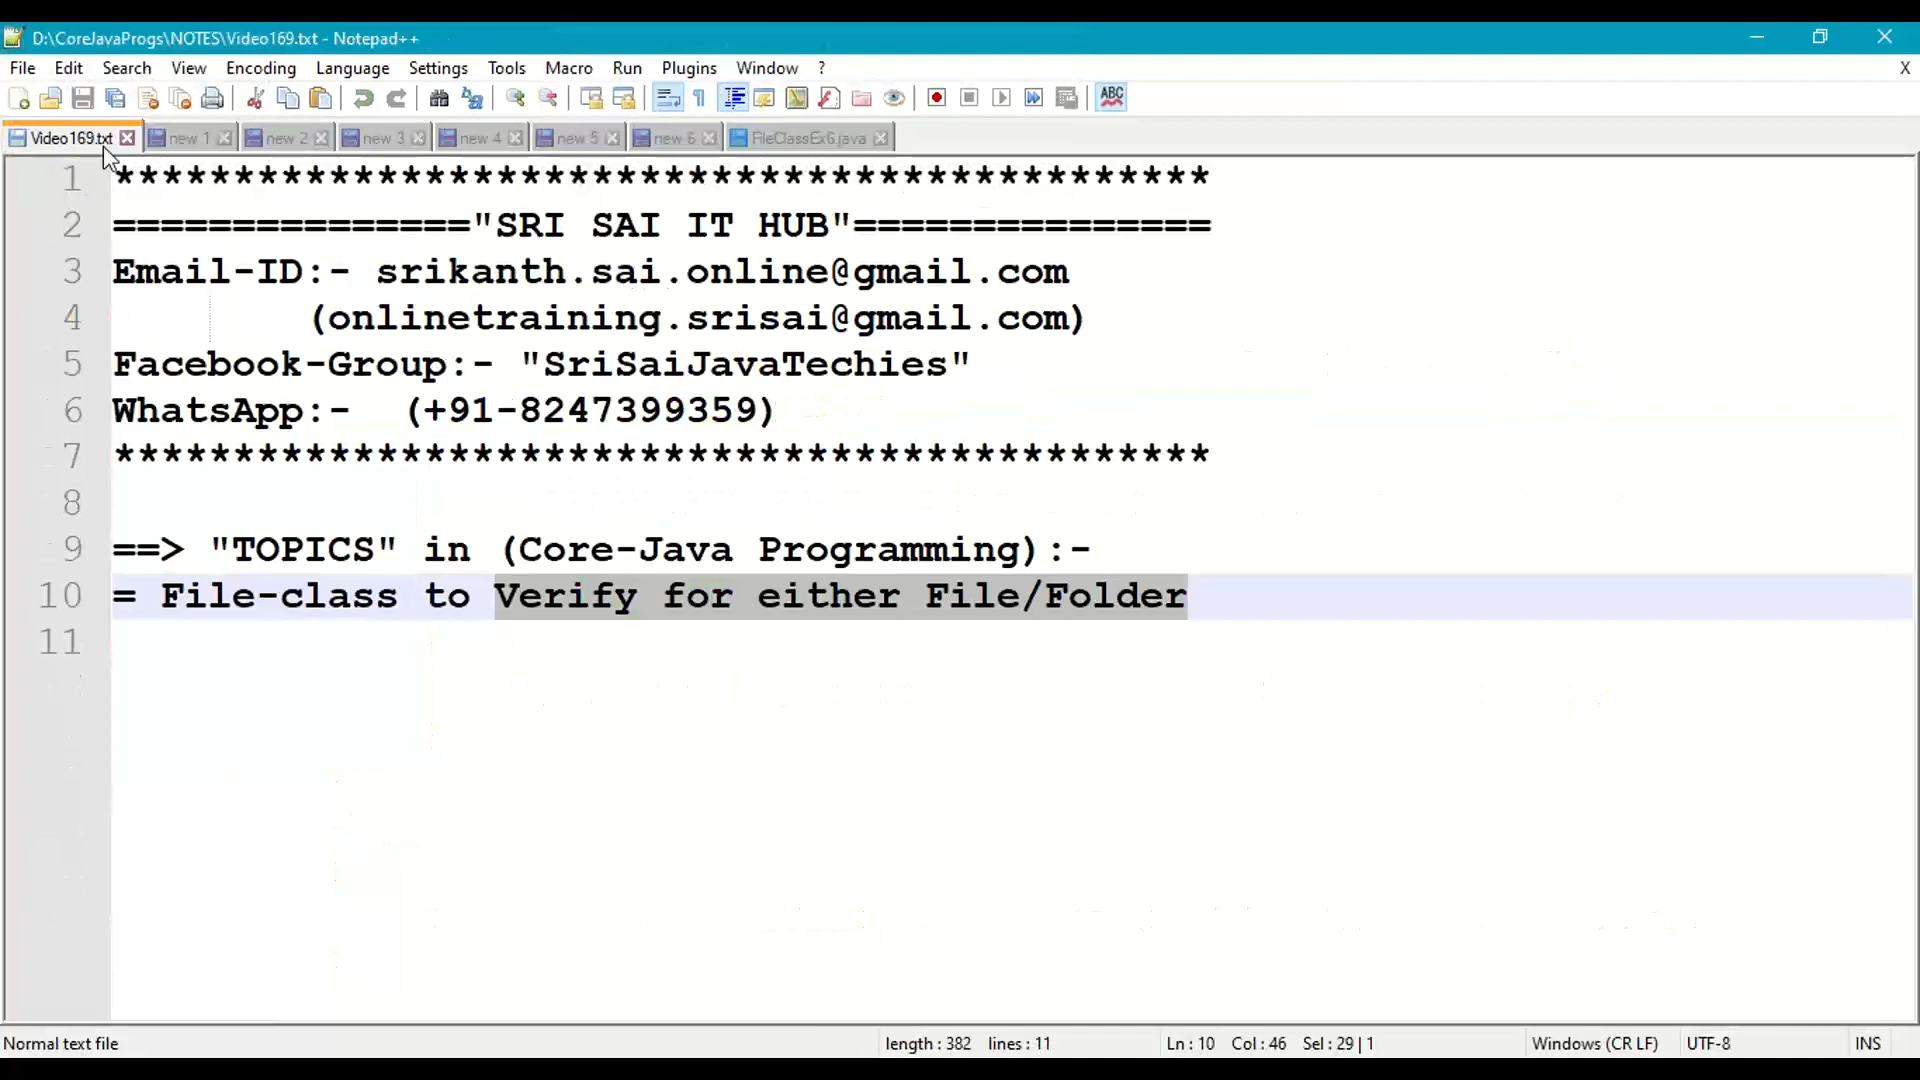 D:\CoreJavaProgs\NOTES\Video169.txt - Notepad++
File Edit Search View Encoding Language Settings Tools Macro Run Plugins Window ? X
ABC
Video169.txt new 1 new 2 new 3 new 4 new 5 new 6 FileClassEx6.java
1 **********************************************
2 ==============="SRI SAI IT HUB"===============
3 Email-ID:- srikanth.sai.online@gmail.com
4 (onlinetraining.srisai@gmail.com)
5 Facebook-Group:- "SriSaiJavaTechies"
6 WhatsApp:- (+91-8247399359)
7 **********************************************
8
9 ==> "TOPICS" in (Core-Java Programming):-
10 = File-class to Verify for either File/Folder
11
Normal text file length : 382 lines : 11 Ln : 10 Col : 46 Sel : 29 | 1 Windows (CR LF) UTF-8 INS